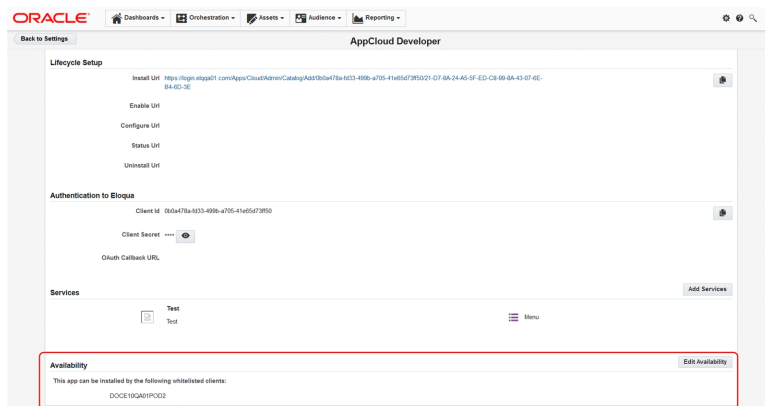 ORACLE
Dashboards
Orchestration
Assets
Audience
Reporting
Back to Settings
AppCloud Developer
Lifecycle Setup
Install Url https://login.elqqa01.com/Apps/Cloud/Admin/Catalog/Add/0b0a478a-fd33-499b-a705-41e65d73ff50/21-D7-8A-24-A5-5F-ED-C8-99-8A-43-07-6E-
B4-6D-3E
Enable Url
Configure Url
Status Url
Uninstall Url
Authentication to Eloqua
Client Id 0b0a478a-fd33-499b-a705-41e65d73ff50
Client Secret ····
OAuth Callback URL
Services
Add Services
Test
Test
Menu
Availability
Edit Availability
This app can be installed by the following whitelisted clients:
DOCE10QA01POD2